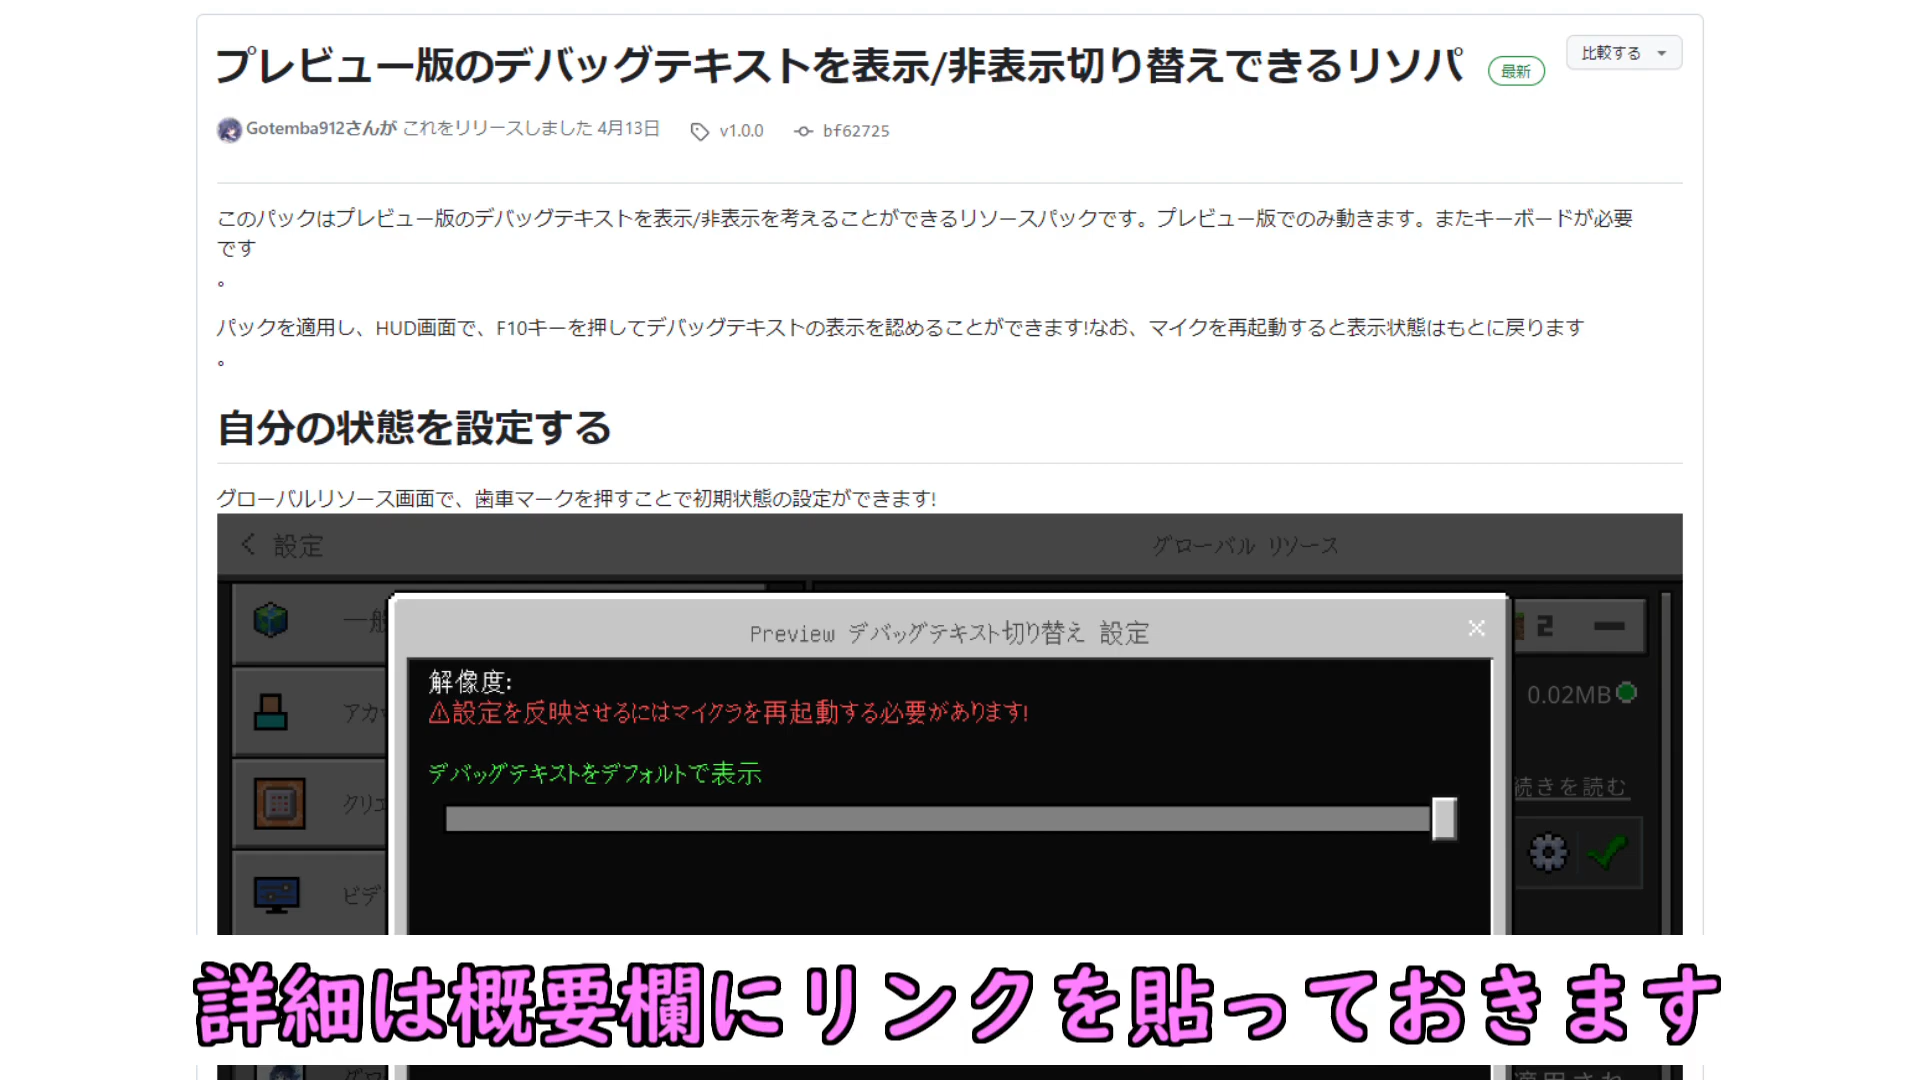 プレビュー版のデバッグテキストを表示/非表示切り替えできるリソパ 最新 比較する
Gotemba912さんが これをリリースしました 4月13日 v1.0.0 bf62725
このパックはプレビュー版のデバッグテキストを表示/非表示を考えることができるリソースパックです。プレビュー版でのみ動きます。またキーボードが必要
です
。
パックを適用し、HUD画面で、F10キーを押してデバッグテキストの表示を認めることができます!なお、マイクを再起動すると表示状態はもとに戻ります
。
自分の状態を設定する
グローバルリソース画面で、歯車マークを押すことで初期状態の設定ができます!
設定 グローバル リソース
一般
Preview デバッグテキスト切り替え 設定
2
解像度:
⚠設定を反映させるにはマイクラを再起動する必要があります!
0.02MB
アカ
デバッグテキストをデフォルトで表示
続きを読む
クリエ
ビデ
詳細は概要欄にリンクを貼っておきます
グロ